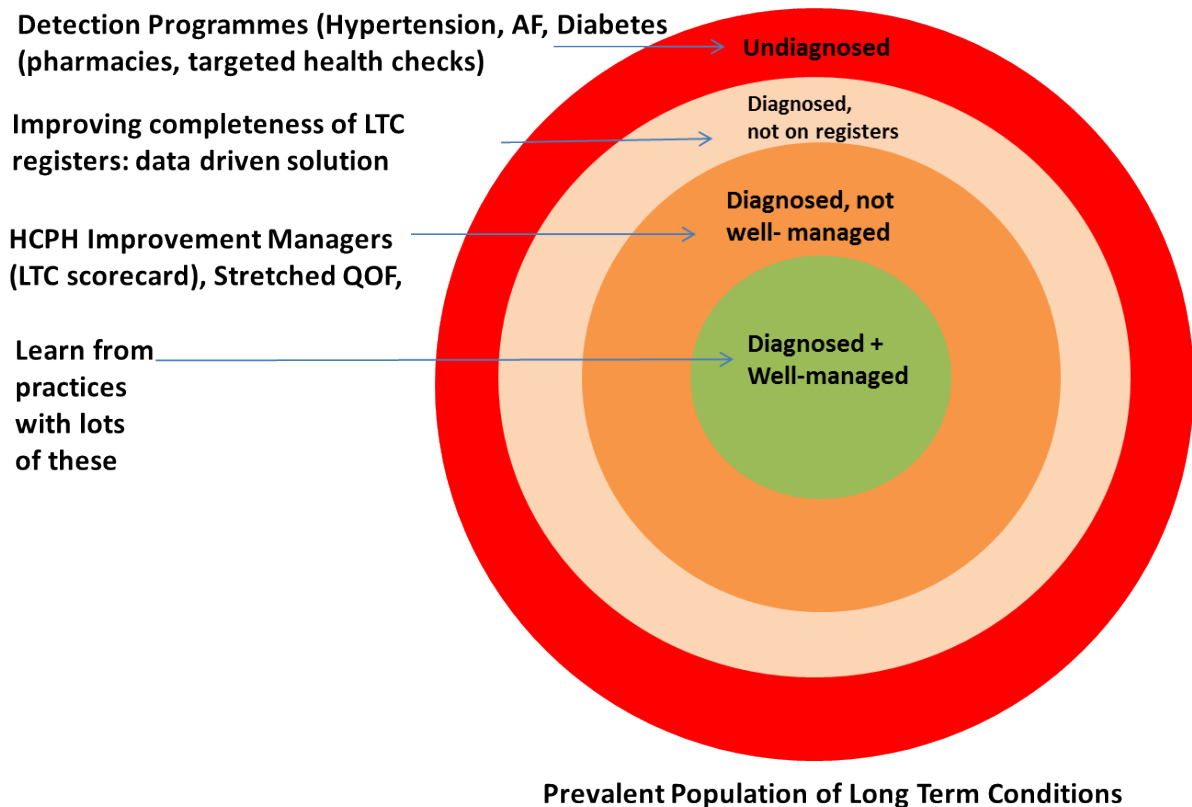 Detection Programmes (Hypertension, AF, Diabetes
(pharmacies, targeted health checks)
Undiagnosed
Improving completeness of LTC
registers: data driven solution
Diagnosed,
not on registers
HCPH Improvement Managers
(LTC scorecard), Stretched QOF,
Diagnosed, not
well- managed
Learn from
practices
with lots
of these
Diagnosed +
Well-managed
Prevalent Population of Long Term Conditions